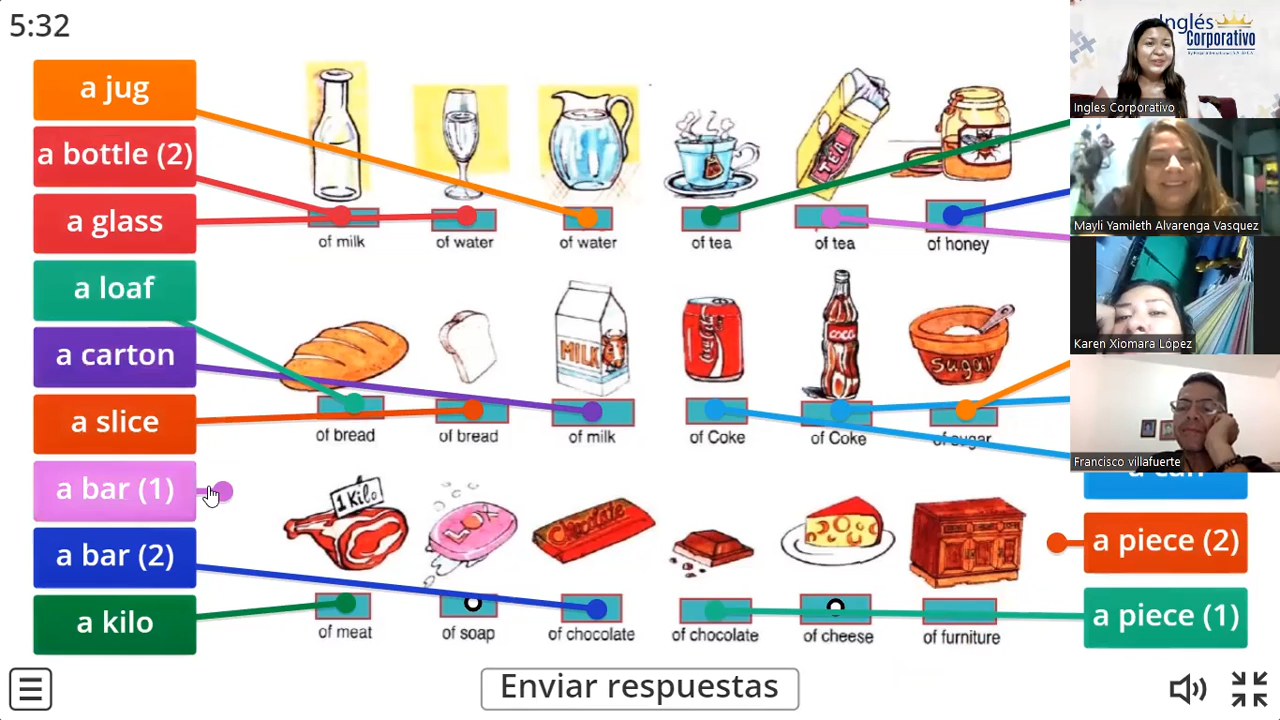 5:32
a jug
a bottle (2)
a glass
a loaf
a carton
a slice
a bar (1)
a bar (2)
a kilo
of milk
of water
of water
of tea
of tea
of honey
TEA
of bread
of bread
of milk
of Coke
of Coke
of sugar
MILK
COCA
sugar
1 Kilo
LUX
Chocolate
of meat
of soap
of chocolate
of chocolate
of cheese
of furniture
a can
a piece (2)
a piece (1)
Enviar respuestas
Inglés
Corporativo
Ingles Corporativo
Mayli Yamileth Alvarenga Vasquez
Karen Xiomara López
Francisco villafuerte